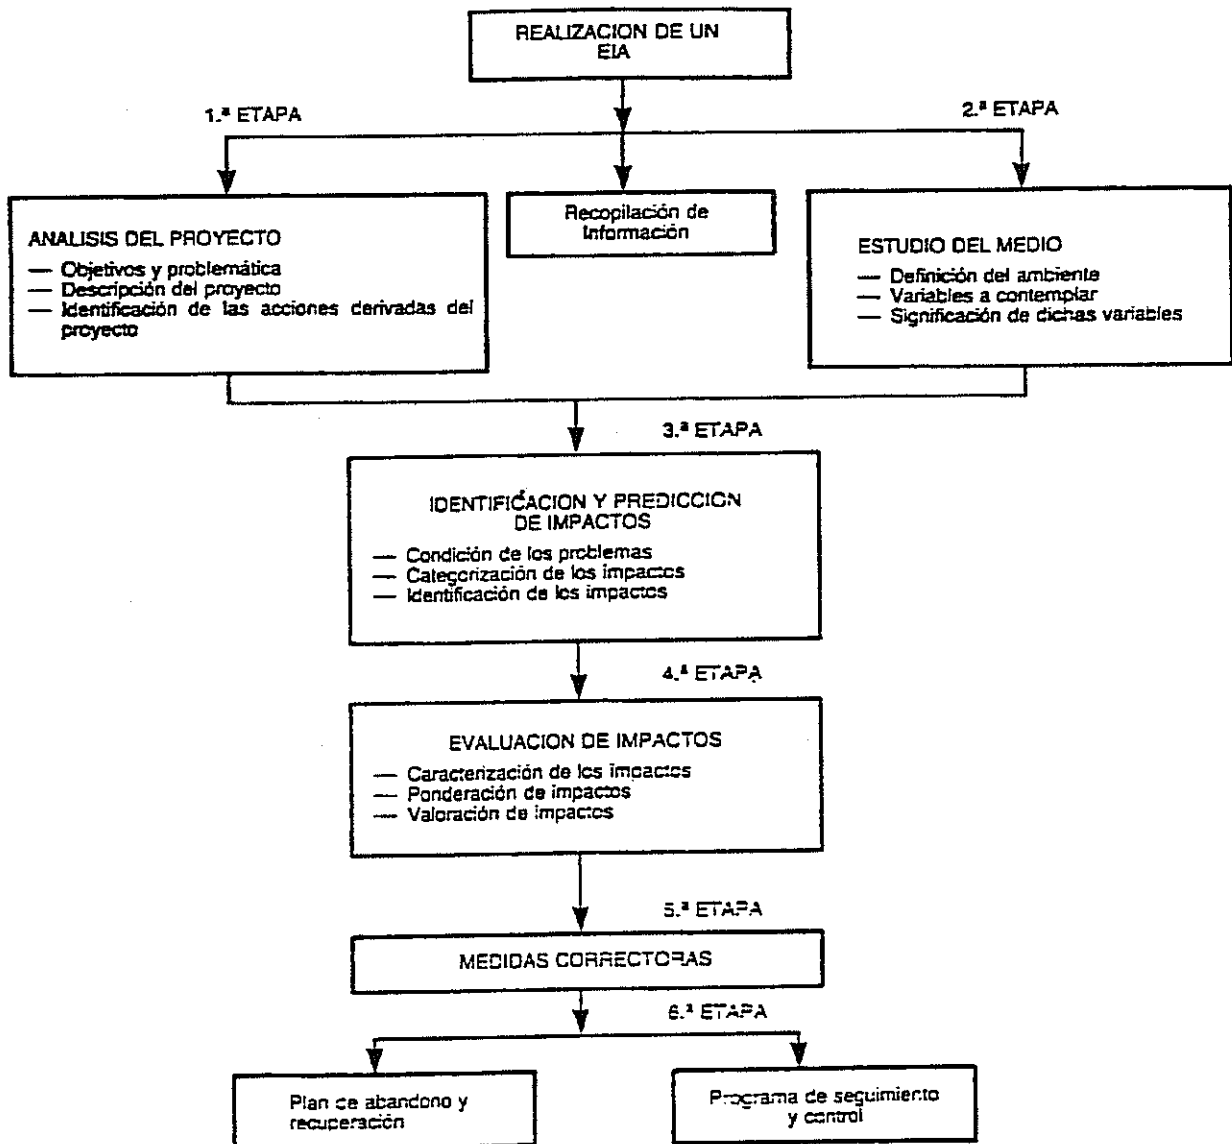 REALIZACION DE UN
EIA
1.ª ETAPA
2.ª ETAPA
ANALISIS DEL PROYECTO
— Objetivos y problemática
— Descripción del proyecto
— Identificación de las acciones derivadas del
proyecto
Recopilación de
Información
ESTUDIO DEL MEDIO
— Definición del ambiente
— Variables a contemplar
— Significación de dichas variables
3.ª ETAPA
IDENTIFICACION Y PREDICCION
DE IMPACTOS
— Condición de los problemas
— Categorización de los impactos
— Identificación de los impactos
4.ª ETAPA
EVALUACION DE IMPACTOS
— Caracterización de los impactos
— Ponderación de impactos
— Valoración de impactos
5.ª ETAPA
MEDIDAS CORRECTORAS
6.ª ETAPA
Plan de abandono y
recuperación
Programa de seguimiento
y control